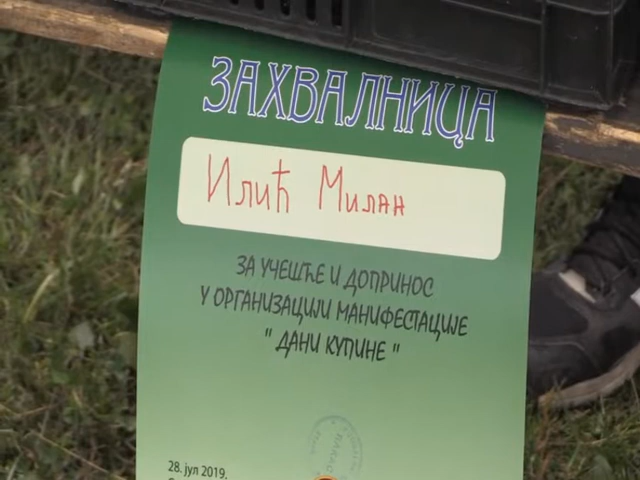 ЗАХВАЛНИЦА
Илић Милан
ЗА УЧЕШЋЕ И ДОПРИНОС
У ОРГАНИЗАЦИЈИ МАНИФЕСТАЦИЈЕ
" ДАНИ КУПИНЕ "
28. јул 2019.